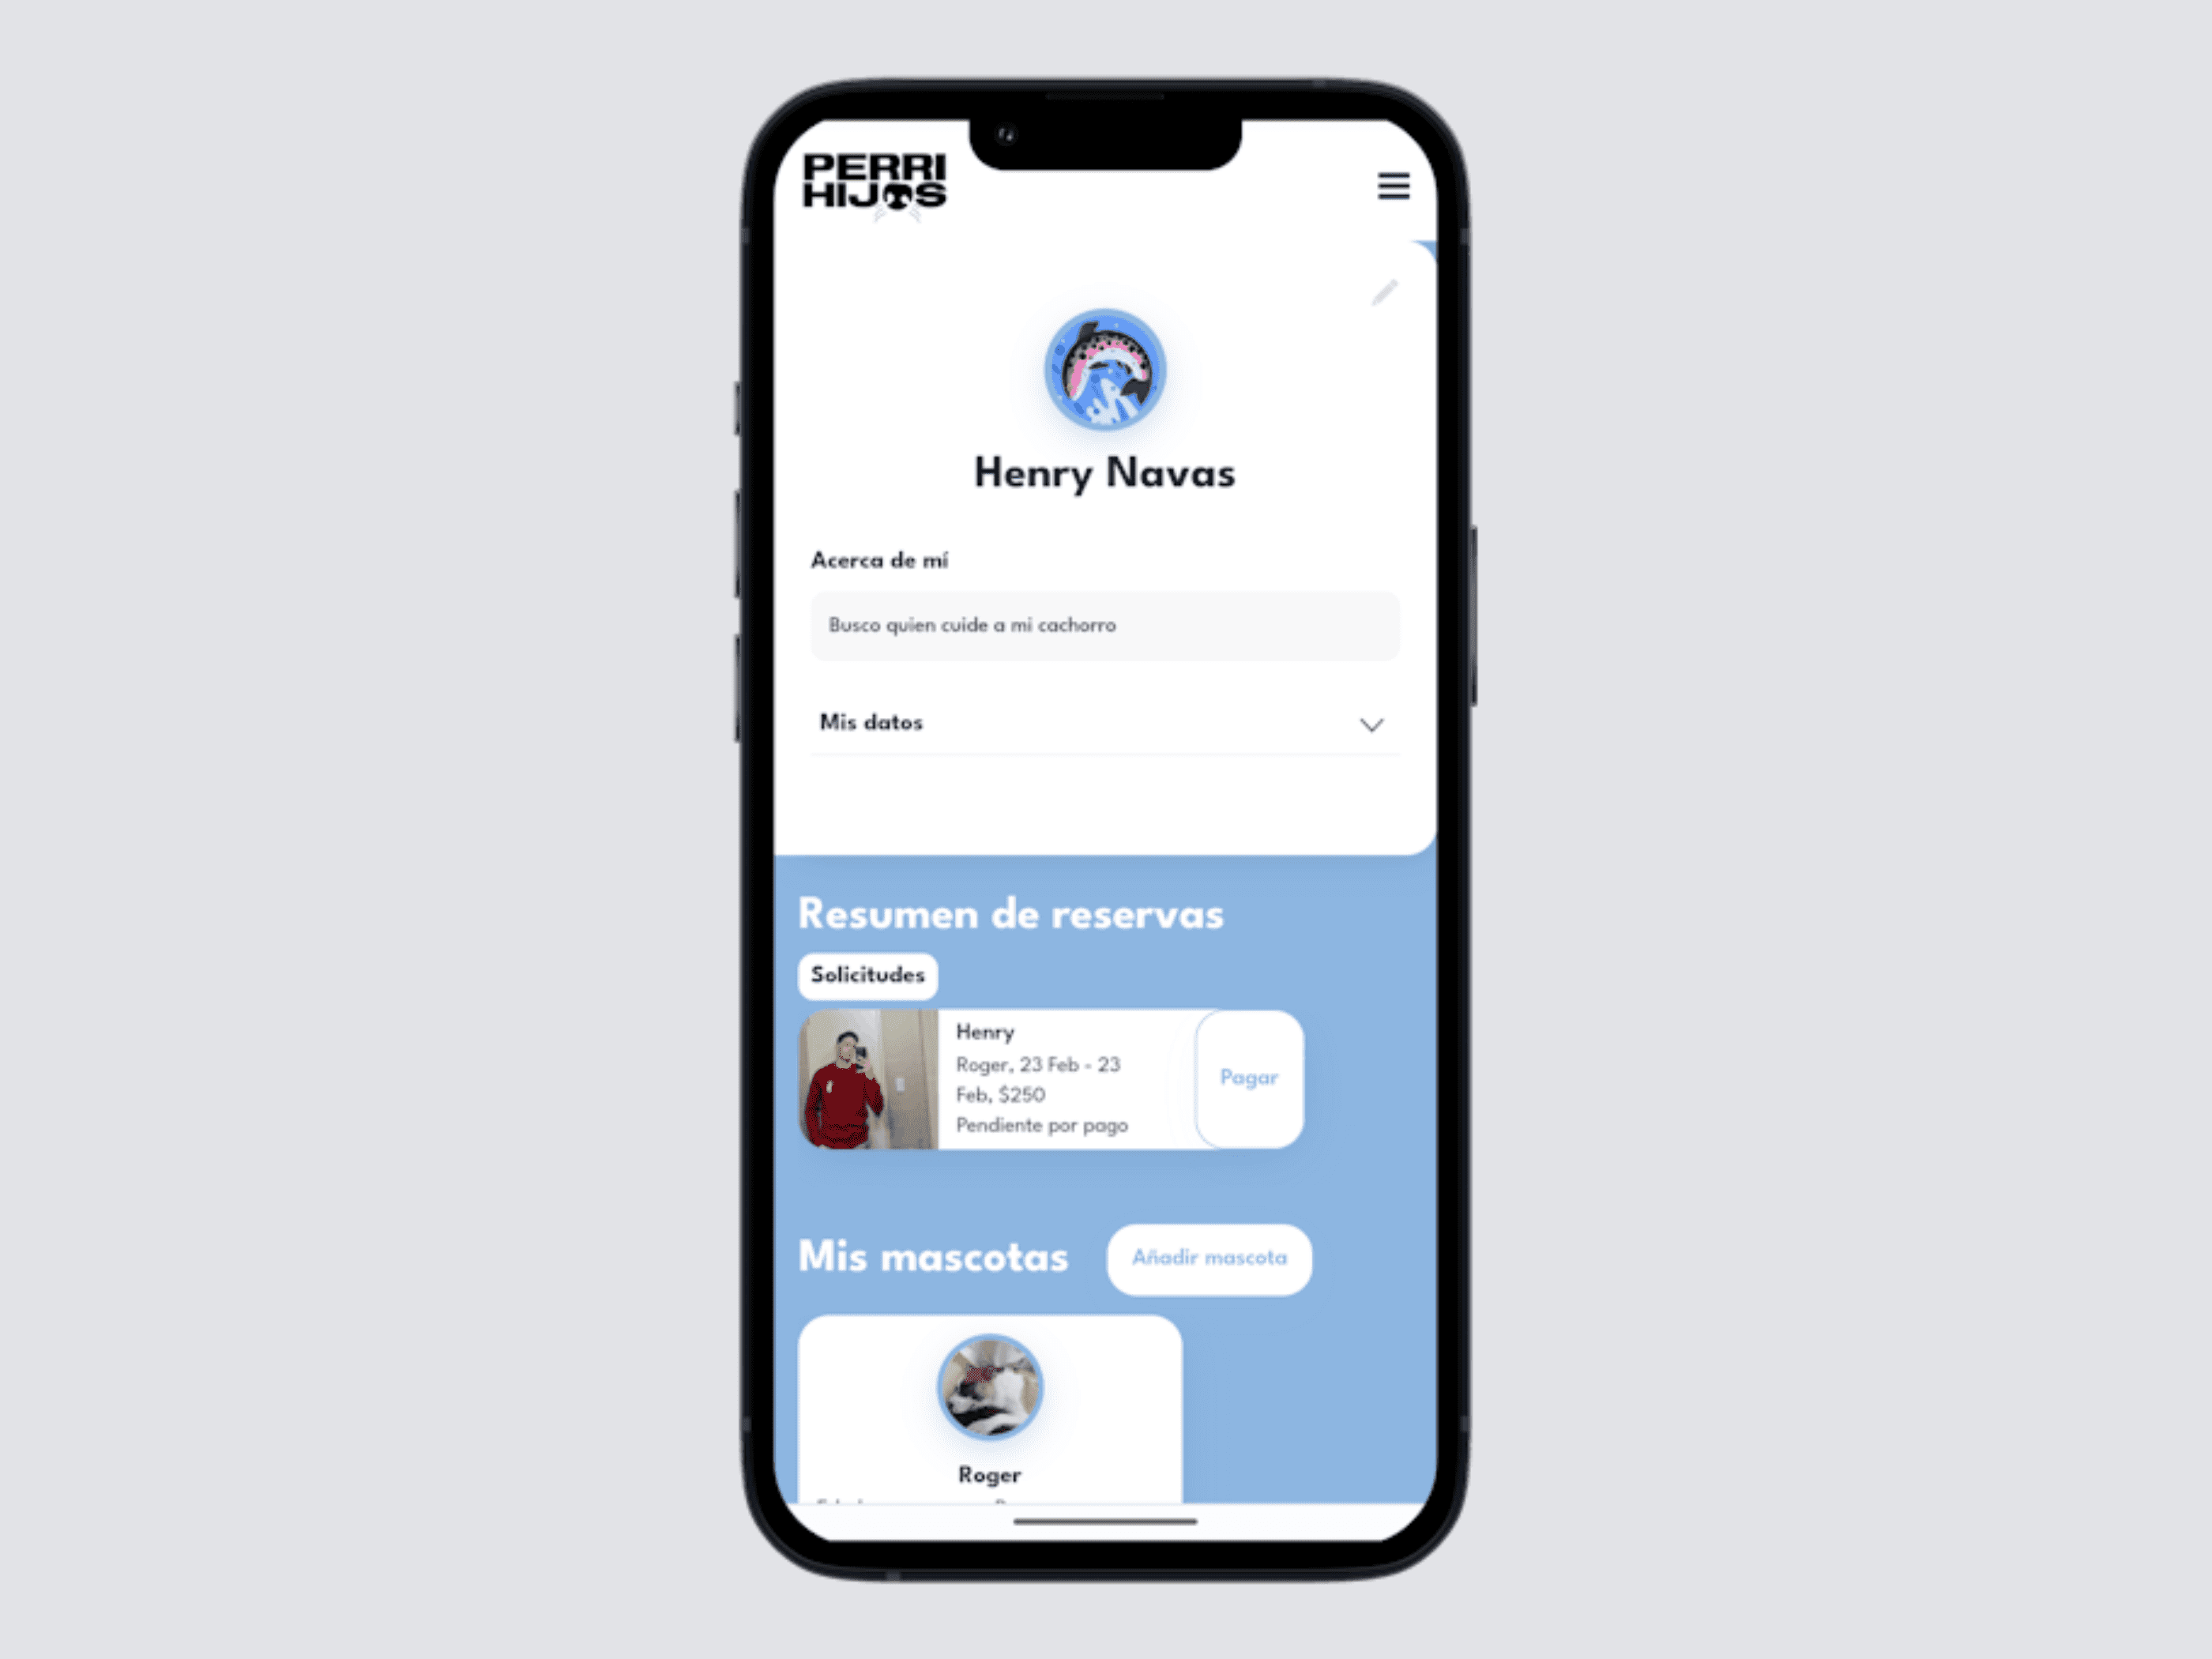 PERRI
HIJOS
Henry Navas
Acerca de mí
Busco quien cuide a mi cachorro
Mis datos
Resumen de reservas
Solicitudes
Henry
Roger, 23 Feb - 23
Feb, $250
Pendiente por pago
Pagar
Mis mascotas
Añadir mascota
Roger